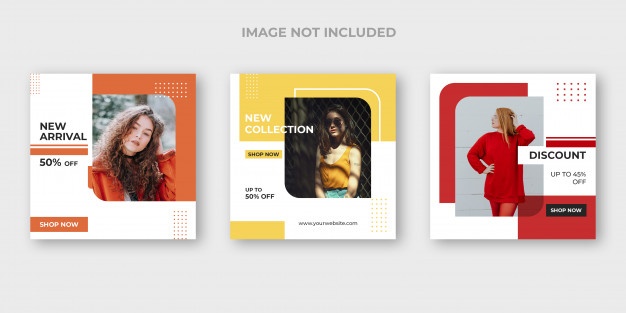 IMAGE NOT INCLUDED
NEW
ARRIVAL
50% OFF
SHOP NOW
NEW
COLLECTION
SHOP NOW
UP TO
50% OFF
www.yourwebsite.com
DISCOUNT
UP TO 45%
OFF
SHOP NOW